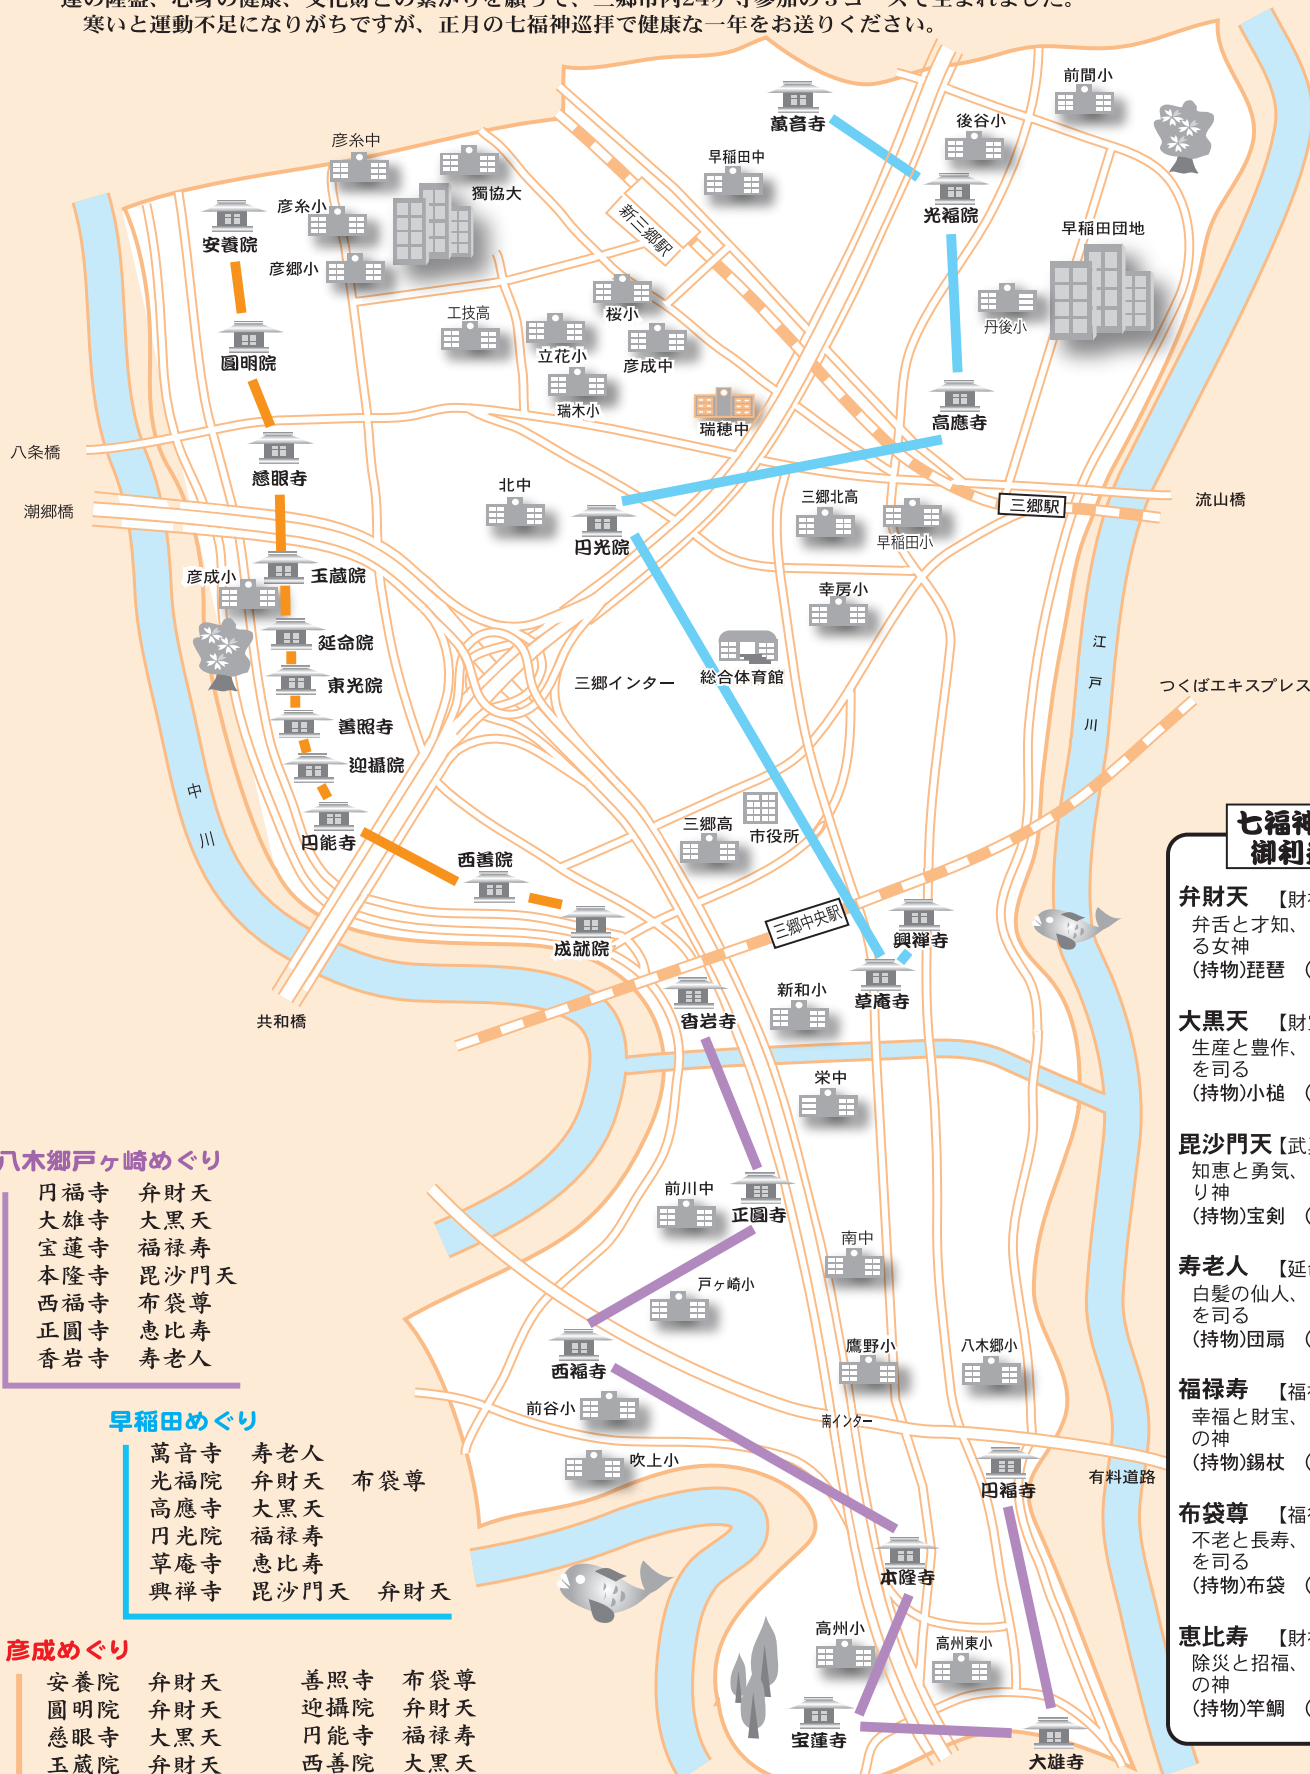 寒いと運動不足になりがちですが、正月の七福神巡拝で健康な一年をお送りください。
前間小
萬音寺
後谷小
彦糸中
早稲田中
獨協大
光福院
彦糸小
安養院
新三郷駅
早稲田団地
彦郷小
工技高
桜小
丹後小
立花小
彦成中
圓明院
瑞木小
高應寺
瑞穂中
八条橋
慈眼寺
北中
三郷北高
三郷駅
流山橋
潮郷橋
円光院
早稲田小
彦成小
玉蔵院
幸房小
延命院
江戸川
総合体育館
三郷インター
東光院
つくばエキスプレス
善照寺
迎攝院
中川
三郷高
市役所
円能寺
西善院
三郷中央駅
興禅寺
成就院
草庵寺
新和小
香岩寺
共和橋
栄中
前川中
正圓寺
南中
戸ヶ崎小
鷹野小
八木郷小
西福寺
前谷小
南インター
吹上小
有料道路
円福寺
本隆寺
高州小
高州東小
宝蓮寺
大雄寺
八木郷戸ヶ崎めぐり
円福寺 弁財天
大雄寺 大黒天
宝蓮寺 福禄寿
本隆寺 毘沙門天
西福寺 布袋尊
正圓寺 恵比寿
香岩寺 寿老人
早稲田めぐり
萬音寺 寿老人
光福院 弁財天 布袋尊
高應寺 大黒天
円光院 福禄寿
草庵寺 恵比寿
興禅寺 毘沙門天 弁財天
彦成めぐり
安養院 弁財天
圓明院 弁財天
慈眼寺 大黒天
玉蔵院 弁財天
善照寺 布袋尊
迎攝院 弁財天
円能寺 福禄寿
西善院 大黒天
七福神
御利
弁財天 【財
弁舌と才知、
る女神
(持物)琵琶 (
大黒天 【財
生産と豊作、
を司る
(持物)小槌 (
毘沙門天【武
知恵と勇気、
り神
(持物)宝剣 (
寿老人 【延
白髪の仙人、
を司る
(持物)団扇 (
福禄寿 【福
幸福と財宝、
の神
(持物)錫杖 (
布袋尊 【福
不老と長寿、
を司る
(持物)布袋 (
恵比寿 【財
除災と招福、
の神
(持物)竿鯛 (